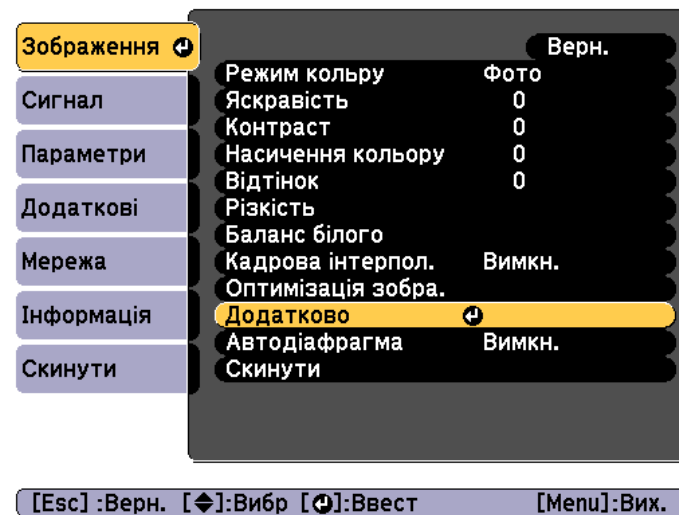 Зображення
Сигнал
Параметри
Додаткові
Мережа
Інформація
Скинути
Верн.
Режим кольру Фото
Яскравість 0
Контраст 0
Насичення кольору 0
Відтінок 0
Різкість
Баланс білого
Кадрова інтерпол. Вимкн.
Оптимізація зобра.
Додатково
Автодіафрагма Вимкн.
Скинути
[Esc] :Верн. [◆]:Вибр [↵]:Ввест [Menu]:Вих.